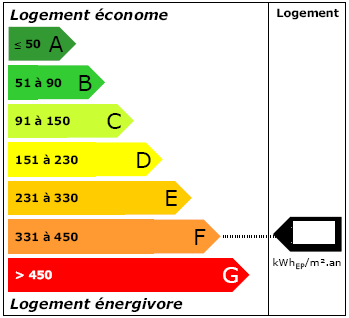 Logement économe
Logement
≤ 50 A
51 à 90 B
91 à 150 C
151 à 230 D
231 à 330 E
331 à 450 F
kWhEP/m².an
> 450 G
Logement énergivore